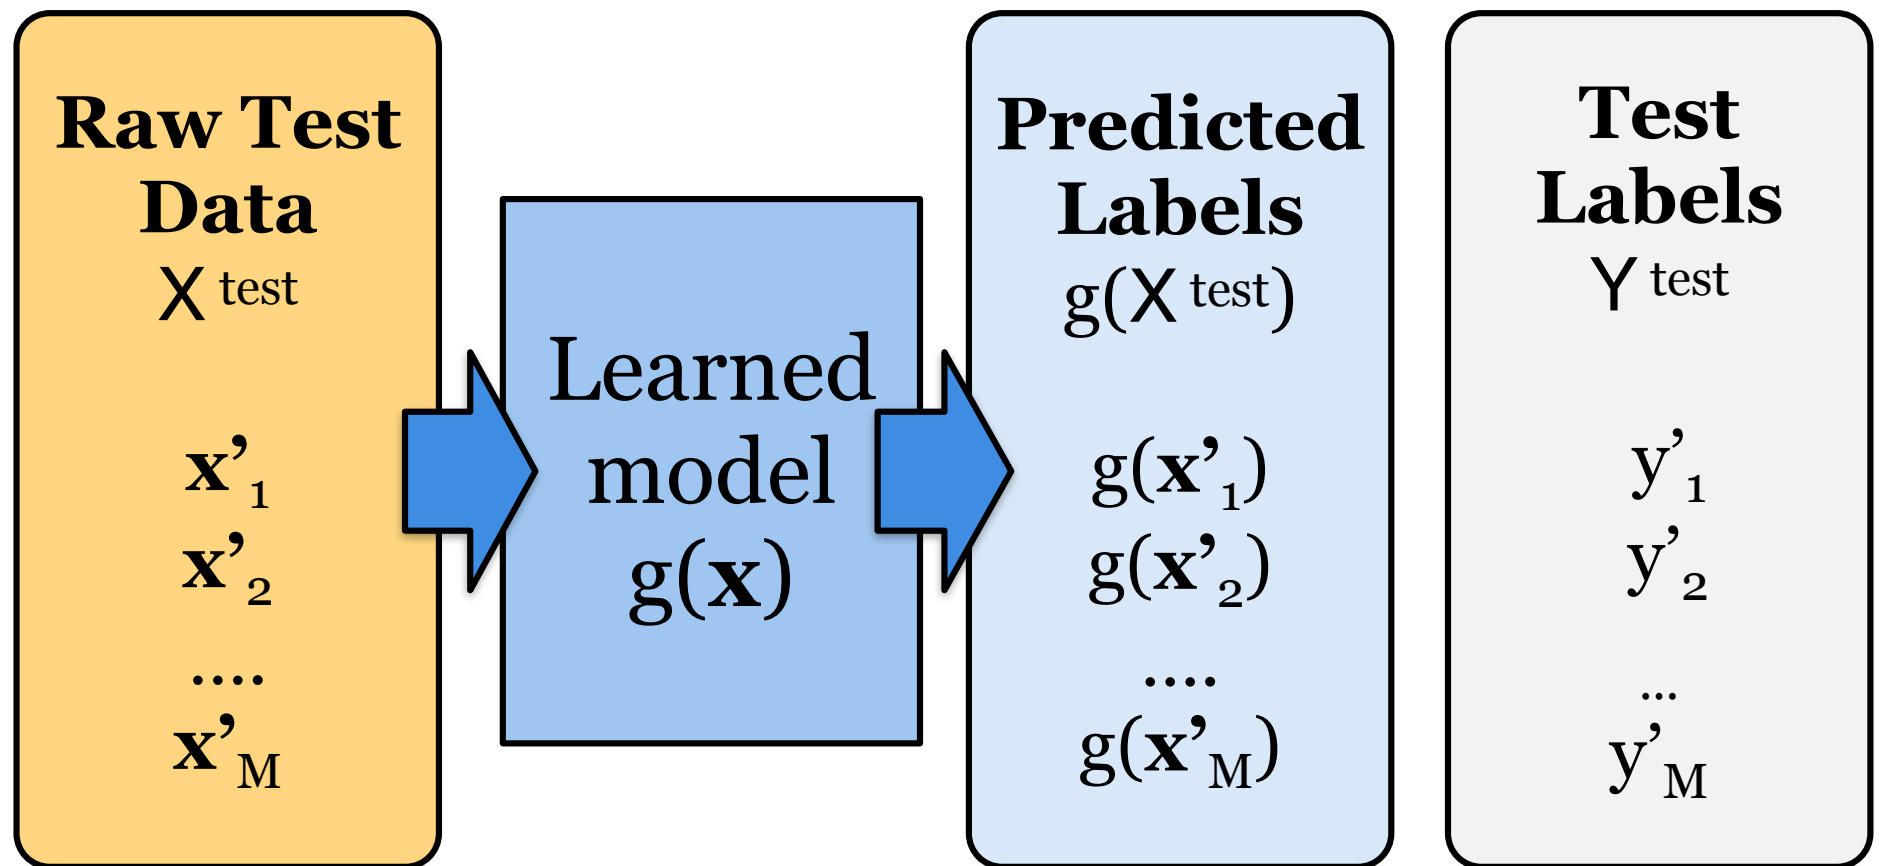 Raw Test
Data
X test
x’1
x’2
....
x’M
Learned
model
g(x)
Predicted
Labels
g(X test)
g(x’1)
g(x’2)
....
g(x’M)
Test
Labels
Y test
y’1
y’2
...
y’M